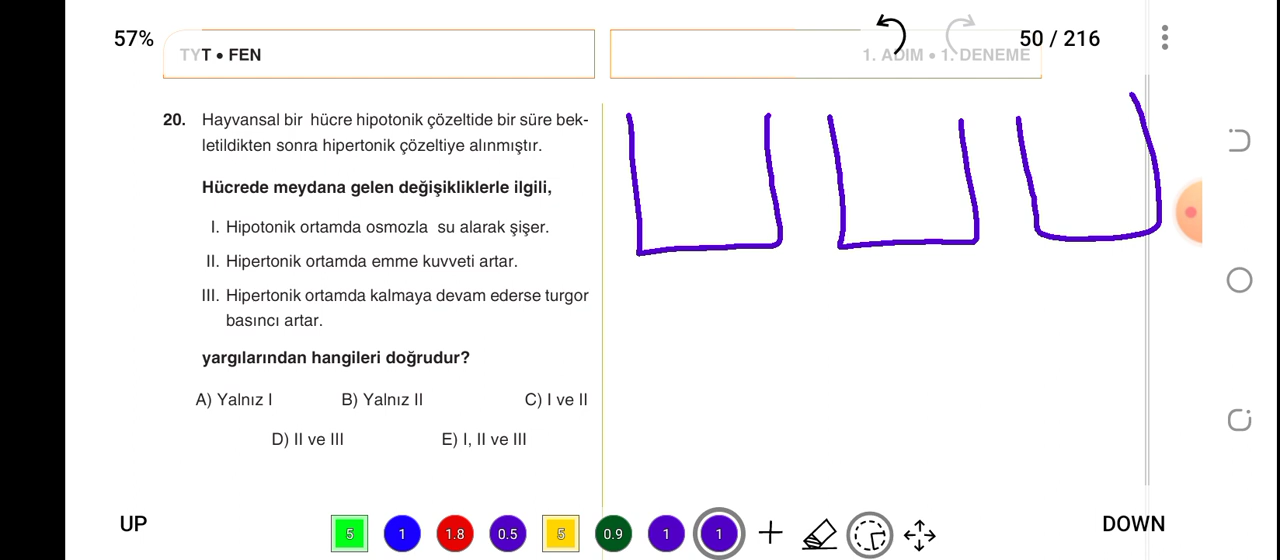 57%
50 / 216
TYT • FEN
1. ADIM • 1. DENEME
20. Hayvansal bir hücre hipotonik çözeltide bir süre bek-
letildikten sonra hipertonik çözeltiye alınmıştır.
Hücrede meydana gelen değişikliklerle ilgili,
I. Hipotonik ortamda osmozla su alarak şişer.
II. Hipertonik ortamda emme kuvveti artar.
III. Hipertonik ortamda kalmaya devam ederse turgor
basıncı artar.
yargılarından hangileri doğrudur?
A) Yalnız I B) Yalnız II C) I ve II
D) II ve III E) I, II ve III
UP
5 1 1.8 0.5 5 0.9 1 1
DOWN